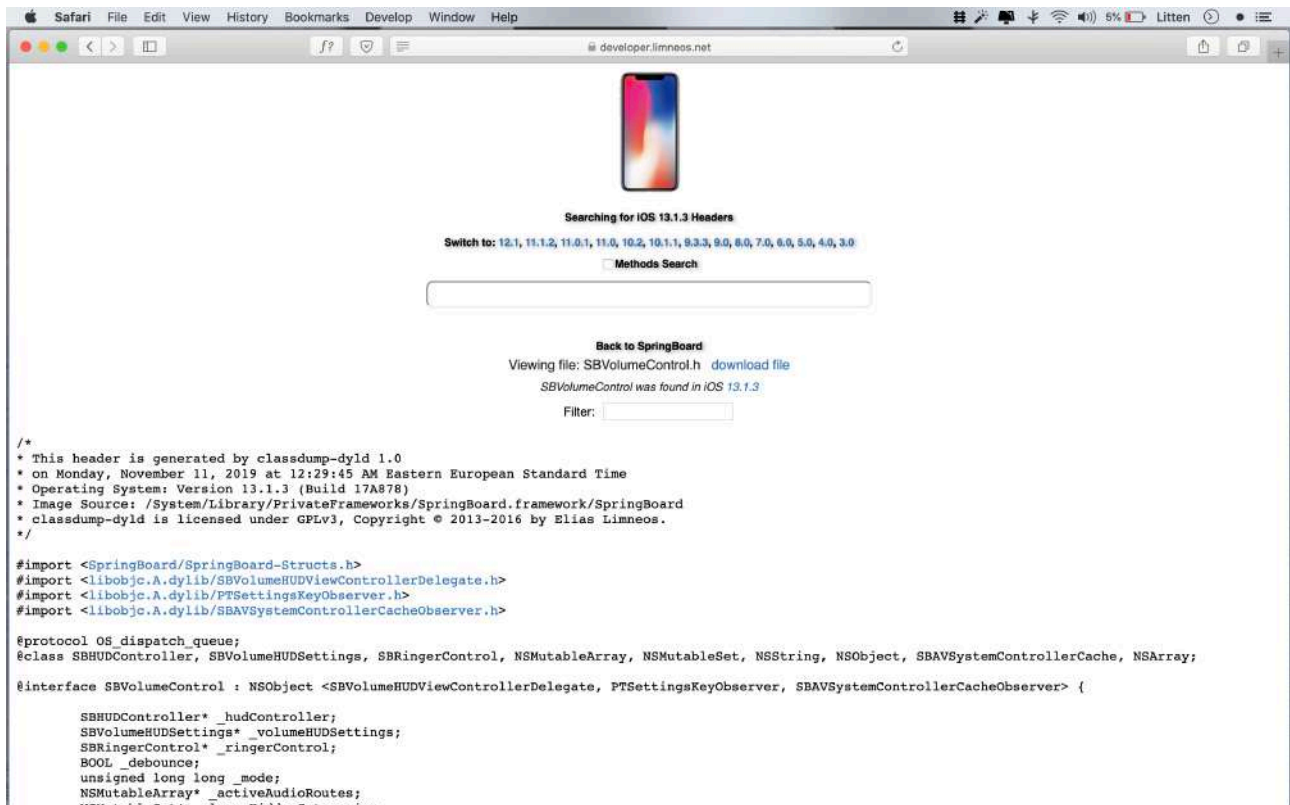 Safari File Edit View History Bookmarks Develop Window Help 5% Litten
f? developer.limneos.net
Searching for iOS 13.1.3 Headers
Switch to: 12.1, 11.1.2, 11.0.1, 11.0, 10.2, 10.1.1, 9.3.3, 9.0, 8.0, 7.0, 6.0, 5.0, 4.0, 3.0
Methods Search
Back to SpringBoard
Viewing file: SBVolumeControl.h download file
SBVolumeControl was found in iOS 13.1.3
Filter:
/*
* This header is generated by classdump-dyld 1.0
* on Monday, November 11, 2019 at 12:29:45 AM Eastern European Standard Time
* Operating System: Version 13.1.3 (Build 17A878)
* Image Source: /System/Library/PrivateFrameworks/SpringBoard.framework/SpringBoard
* classdump-dyld is licensed under GPLv3, Copyright © 2013-2016 by Elias Limneos.
*/
#import <SpringBoard/SpringBoard-Structs.h>
#import <libobjc.A.dylib/SBVolumeHUDViewControllerDelegate.h>
#import <libobjc.A.dylib/PTSettingsKeyObserver.h>
#import <libobjc.A.dylib/SBAVSystemControllerCacheObserver.h>
@protocol OS_dispatch_queue;
@class SBHUDController, SBVolumeHUDSettings, SBRingerControl, NSMutableArray, NSMutableSet, NSString, NSObject, SBAVSystemControllerCache, NSArray;
@interface SBVolumeControl : NSObject <SBVolumeHUDViewControllerDelegate, PTSettingsKeyObserver, SBAVSystemControllerCacheObserver> {
SBHUDController* _hudController;
SBVolumeHUDSettings* _volumeHUDSettings;
SBRingerControl* _ringerControl;
BOOL _debounce;
unsigned long long _mode;
NSMutableArray* _activeAudioRoutes;